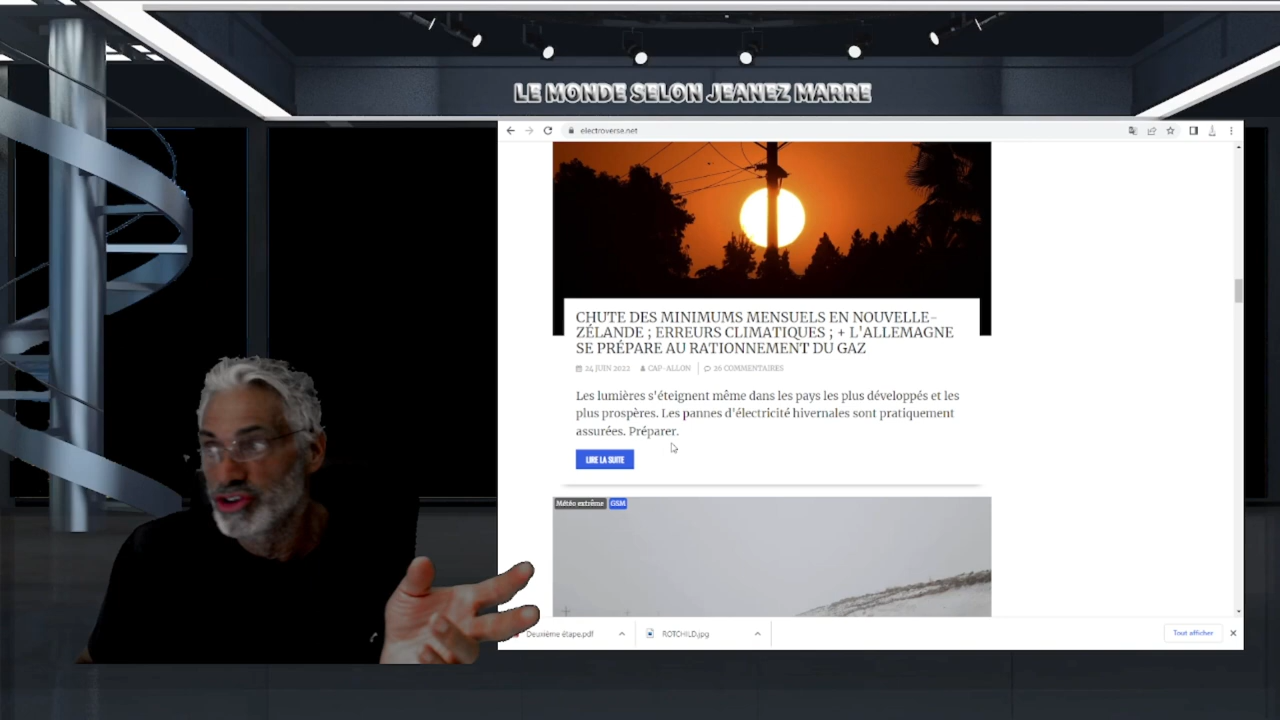 LE MONDE SELON JEANEZ MARRE
electroverse.net
CHUTE DES MINIMUMS MENSUELS EN NOUVELLE-
ZÉLANDE ; ERREURS CLIMATIQUES ; + L'ALLEMAGNE
SE PRÉPARE AU RATIONNEMENT DU GAZ
24 JUIN 2022 CAP-ALLON 36 COMMENTAIRES
Les lumières s'éteignent même dans les pays les plus développés et les
plus prospères. Les pannes d'électricité hivernales sont pratiquement
assurées. Préparer.
LIRE LA SUITE
Météo extrême GSM
Deuxième étape.pdf ROTCHILD.jpg Tout afficher